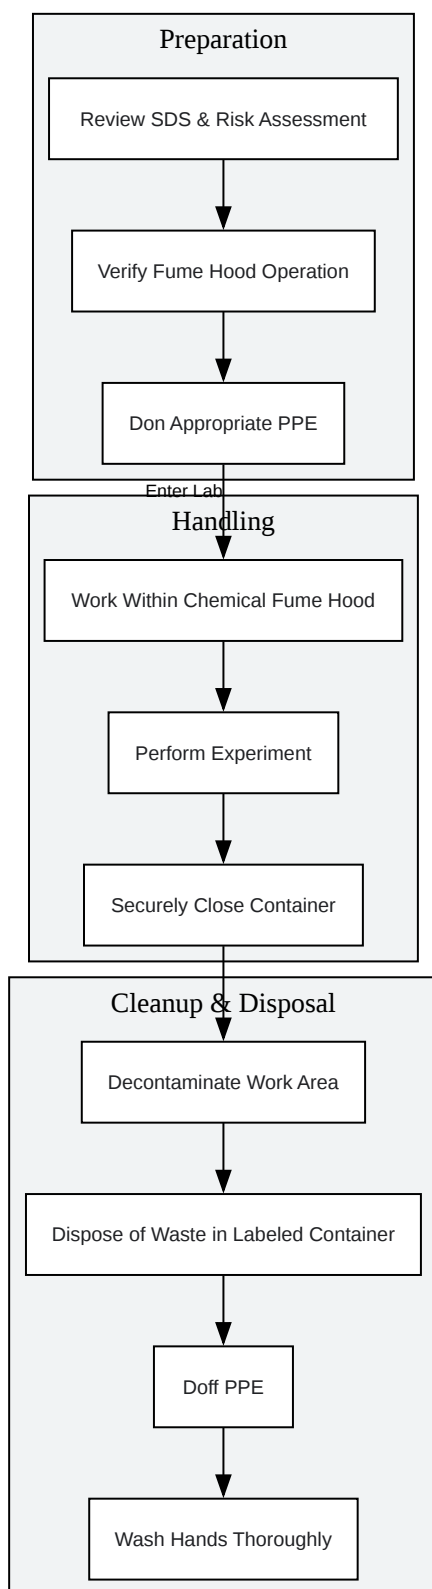 Preparation
Review SDS & Risk Assessment
Verify Fume Hood Operation
Don Appropriate PPE
Enter Lab
Handling
Work Within Chemical Fume Hood
Perform Experiment
Securely Close Container
Cleanup & Disposal
Decontaminate Work Area
Dispose of Waste in Labeled Container
Doff PPE
Wash Hands Thoroughly